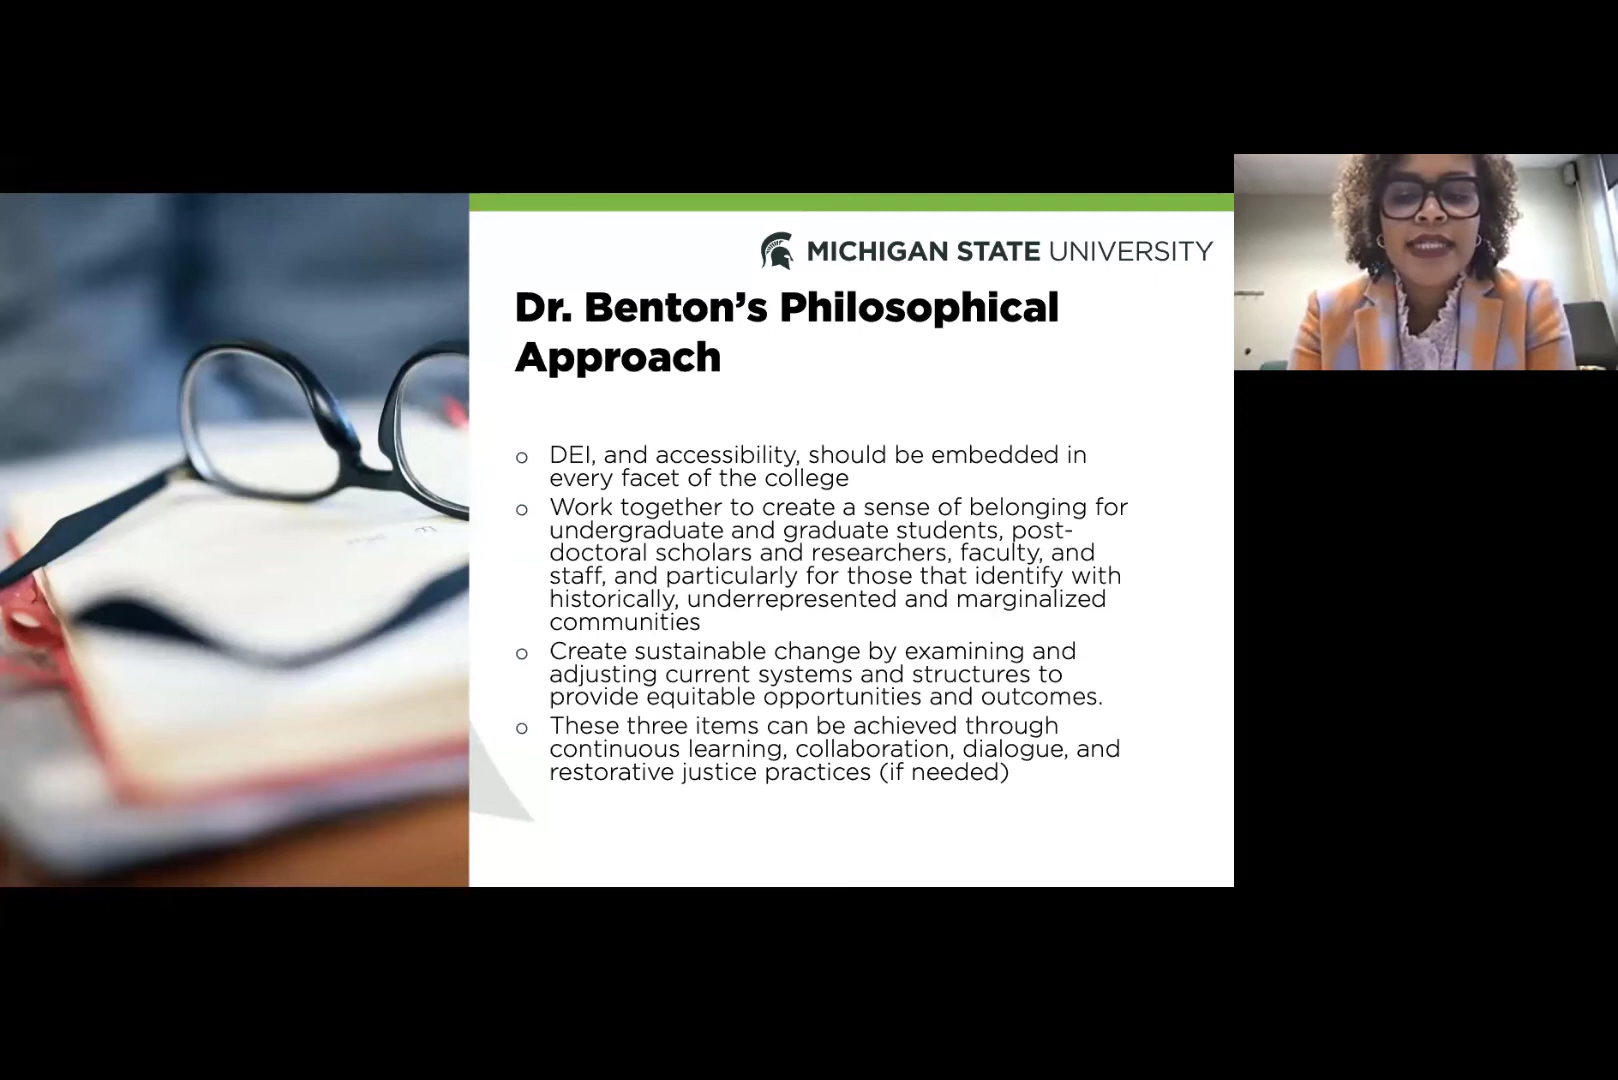 MICHIGAN STATE UNIVERSITY
Dr. Benton’s Philosophical
Approach
DEI, and accessibility, should be embedded in
every facet of the college
Work together to create a sense of belonging for
undergraduate and graduate students, post-
doctoral scholars and researchers, faculty, and
staff, and particularly for those that identify with
historically, underrepresented and marginalized
communities
Create sustainable change by examining and
adjusting current systems and structures to
provide equitable opportunities and outcomes.
These three items can be achieved through
continuous learning, collaboration, dialogue, and
restorative justice practices (if needed)